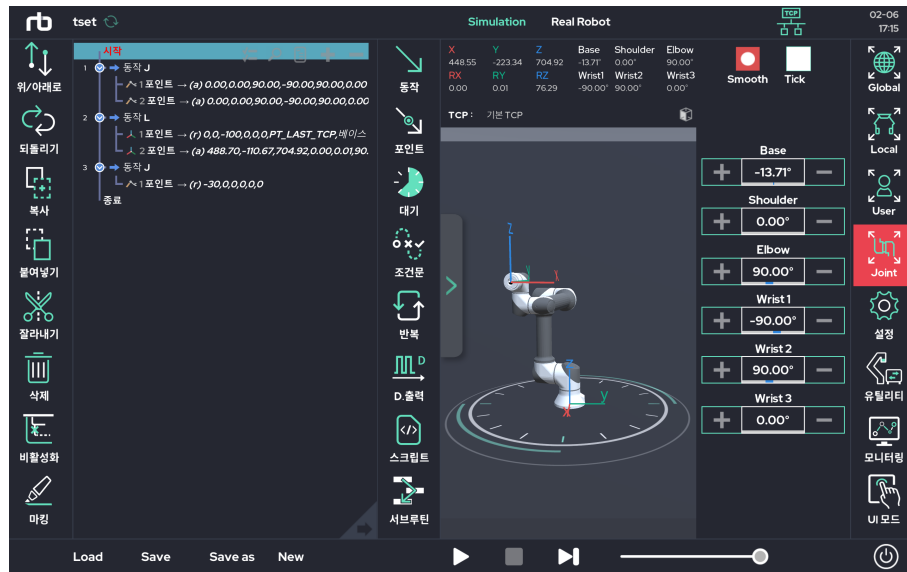 rb
tset
Simulation
Real Robot
TCP
02-06
17:15
위/아래로
되돌리기
복사
붙여넣기
잘라내기
삭제
비활성화
마킹
시작
1 동작 J
1 포인트 → (a) 0.00,0.00,90.00,-90.00,90.00,0.00
2 포인트 → (a) 0.00,0.00,90.00,-90.00,90.00,0.00
2 동작 L
1 포인트 → (r) 0,0,-100,0,0,0,PT_LAST_TCP,베이스
2 포인트 → (a) 488.70,-110.67,704.92,0.00,0.01,90.
3 동작 J
1 포인트 → (r) -30,0,0,0,0,0
종료
동작
포인트
대기
조건문
반복
D
D.출력
</>
스크립트
서브루틴
X Y Z Base Shoulder Elbow
448.55 -223.34 704.92 -13.71° 0.00° 90.00°
RX RY RZ Wrist1 Wrist2 Wrist3
0.00 0.01 76.29 -90.00° 90.00° 0.00°
TCP : 기본 TCP
Z
Y
X
Z
y
X
Smooth
Tick
Base
-13.71°
Shoulder
0.00°
Elbow
90.00°
Wrist 1
-90.00°
Wrist 2
90.00°
Wrist 3
0.00°
Global
Local
User
Joint
설정
유틸리티
모니터링
UI 모드
Load
Save
Save as
New